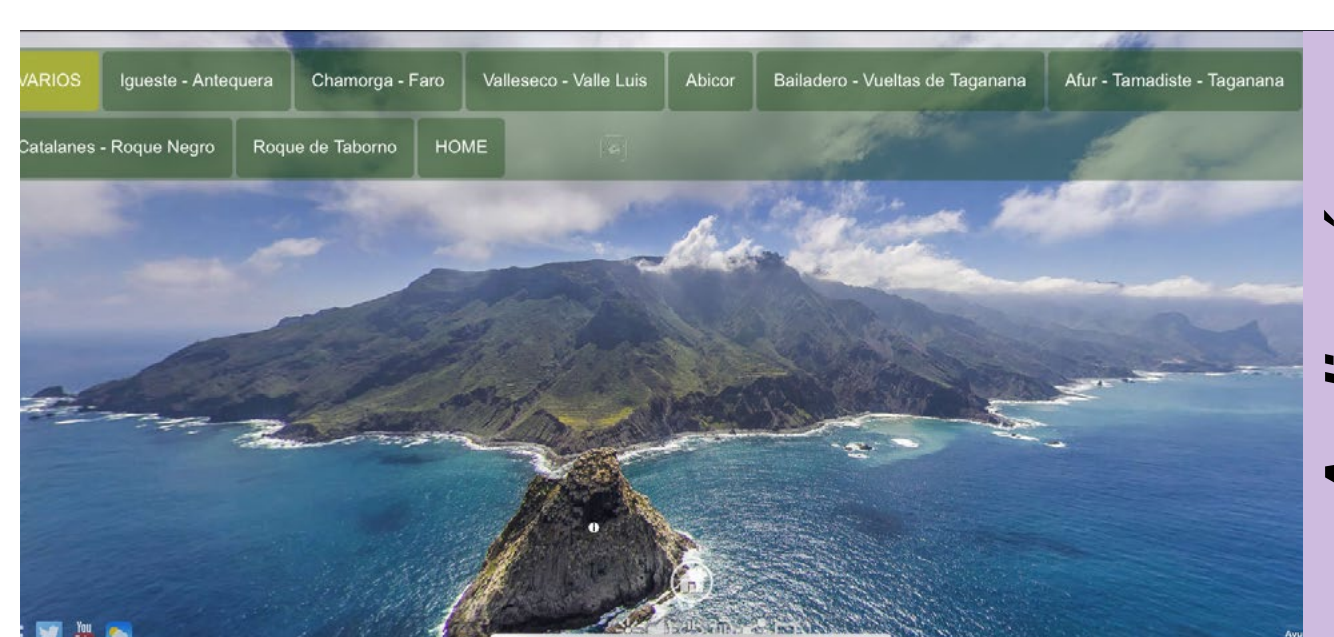 VARIOS Igueste - Antequera Chamorga - Faro Valleseco - Valle Luis Abicor Bailadero - Vueltas de Taganana Afur - Tamadiste - Taganana
Catalanes - Roque Negro Roque de Taborno HOME
You